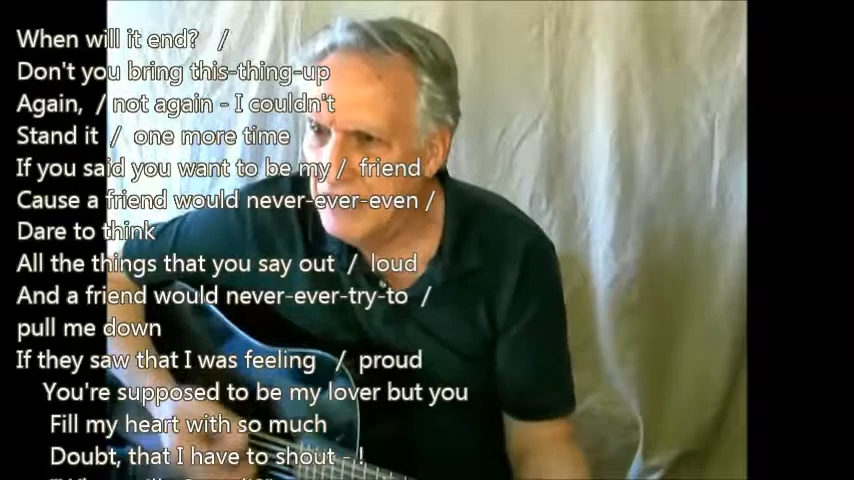 When will it end?   /
Don't you bring this-thing-up
Again,  / not again - I couldn't
Stand it  /  one more time
If you said you want to be my /  friend
Cause a friend would never-ever-even /
Dare to think
All the things that you say out  /  loud
And a friend would never-ever-try-to  /
pull me down
If they saw that I was feeling   /  proud
You're supposed to be my lover but you
Fill my heart with so much
Doubt, that I have to shout - !